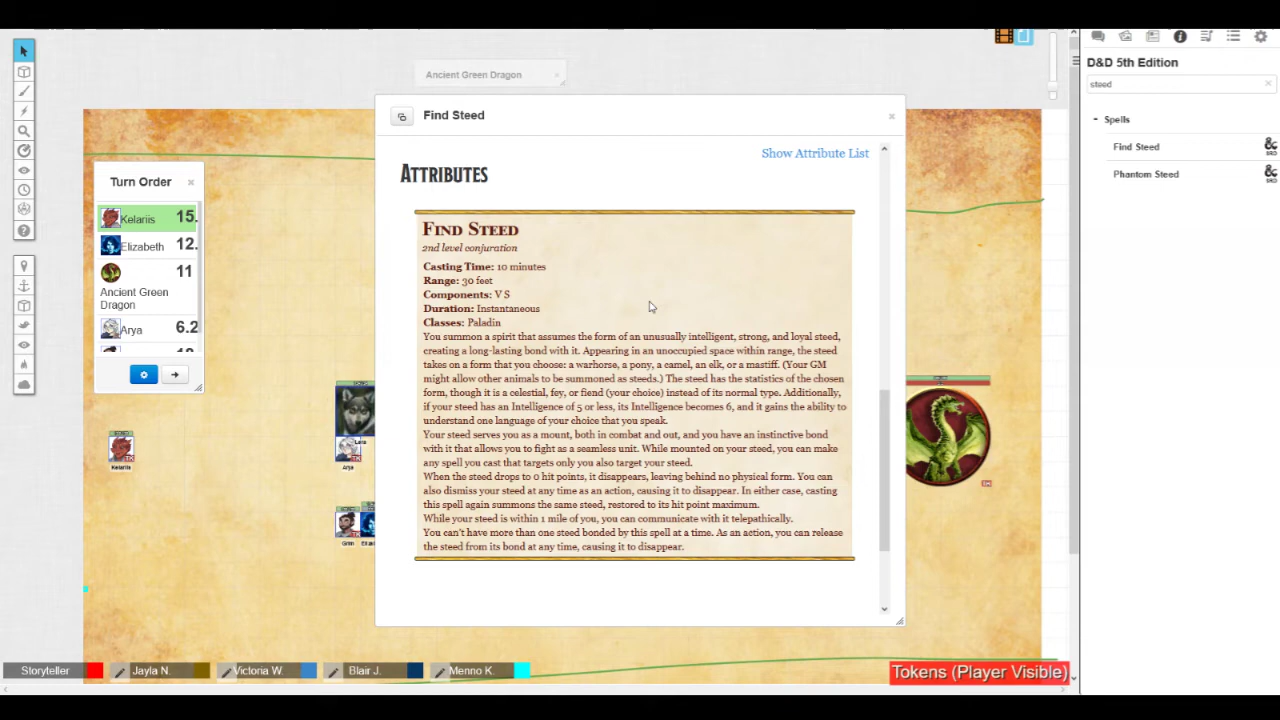 Ancient Green Dragon
D&D 5th Edition
steed
Spells
Find Steed
SRD
Phantom Steed
SRD
Turn Order
Kelariis 15.
Elizabeth 12.
11
Ancient Green
Dragon
Arya 6.2
Find Steed
Show Attribute List
ATTRIBUTES
FIND STEED
2nd level conjuration
Casting Time: 10 minutes
Range: 30 feet
Components: V S
Duration: Instantaneous
Classes: Paladin
You summon a spirit that assumes the form of an unusually intelligent, strong, and loyal steed,
creating a long-lasting bond with it. Appearing in an unoccupied space within range, the steed
takes on a form that you choose: a warhorse, a pony, a camel, an elk, or a mastiff. (Your GM
might allow other animals to be summoned as steeds.) The steed has the statistics of the chosen
form, though it is a celestial, fey, or fiend (your choice) instead of its normal type. Additionally,
if your steed has an Intelligence of 5 or less, its Intelligence becomes 6, and it gains the ability to
understand one language of your choice that you speak.
Your steed serves you as a mount, both in combat and out, and you have an instinctive bond
with it that allows you to fight as a seamless unit. While mounted on your steed, you can make
any spell you cast that targets only you also target your steed.
When the steed drops to 0 hit points, it disappears, leaving behind no physical form. You can
also dismiss your steed at any time as an action, causing it to disappear. In either case, casting
this spell again summons the same steed, restored to its hit point maximum.
While your steed is within 1 mile of you, you can communicate with it telepathically.
You can't have more than one steed bonded by this spell at a time. As an action, you can release
the steed from its bond at any time, causing it to disappear.
Kelariis
Arya
Grin
Storyteller
Jayla N.
Victoria W.
Blair J.
Menno K.
Tokens (Player Visible)